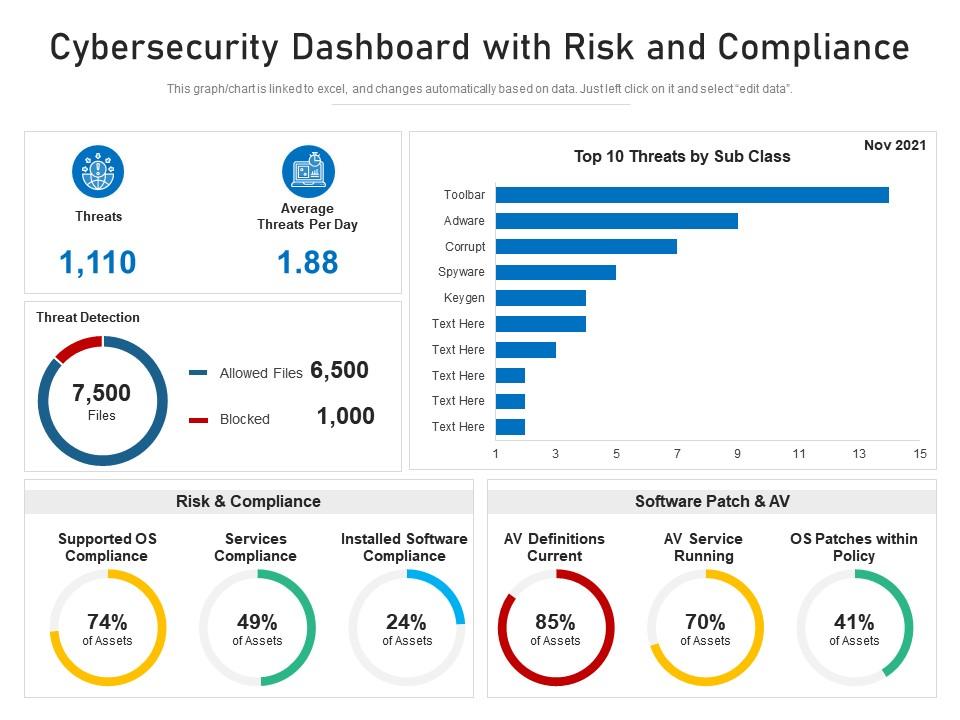 Cybersecurity Dashboard with Risk and Compliance
This graph/chart is linked to excel, and changes automatically based on data. Just left click on it and select “edit data”.
Threats
1,110
Average
Threats Per Day
1.88
Threat Detection
7,500
Files
Allowed Files 6,500
Blocked 1,000
Nov 2021
Top 10 Threats by Sub Class
Toolbar
Adware
Corrupt
Spyware
Keygen
Text Here
Text Here
Text Here
Text Here
Text Here
1 3 5 7 9 11 13 15
Risk & Compliance
Supported OS
Compliance
74%
of Assets
Services
Compliance
49%
of Assets
Installed Software
Compliance
24%
of Assets
Software Patch & AV
AV Definitions
Current
85%
of Assets
AV Service
Running
70%
of Assets
OS Patches within
Policy
41%
of Assets